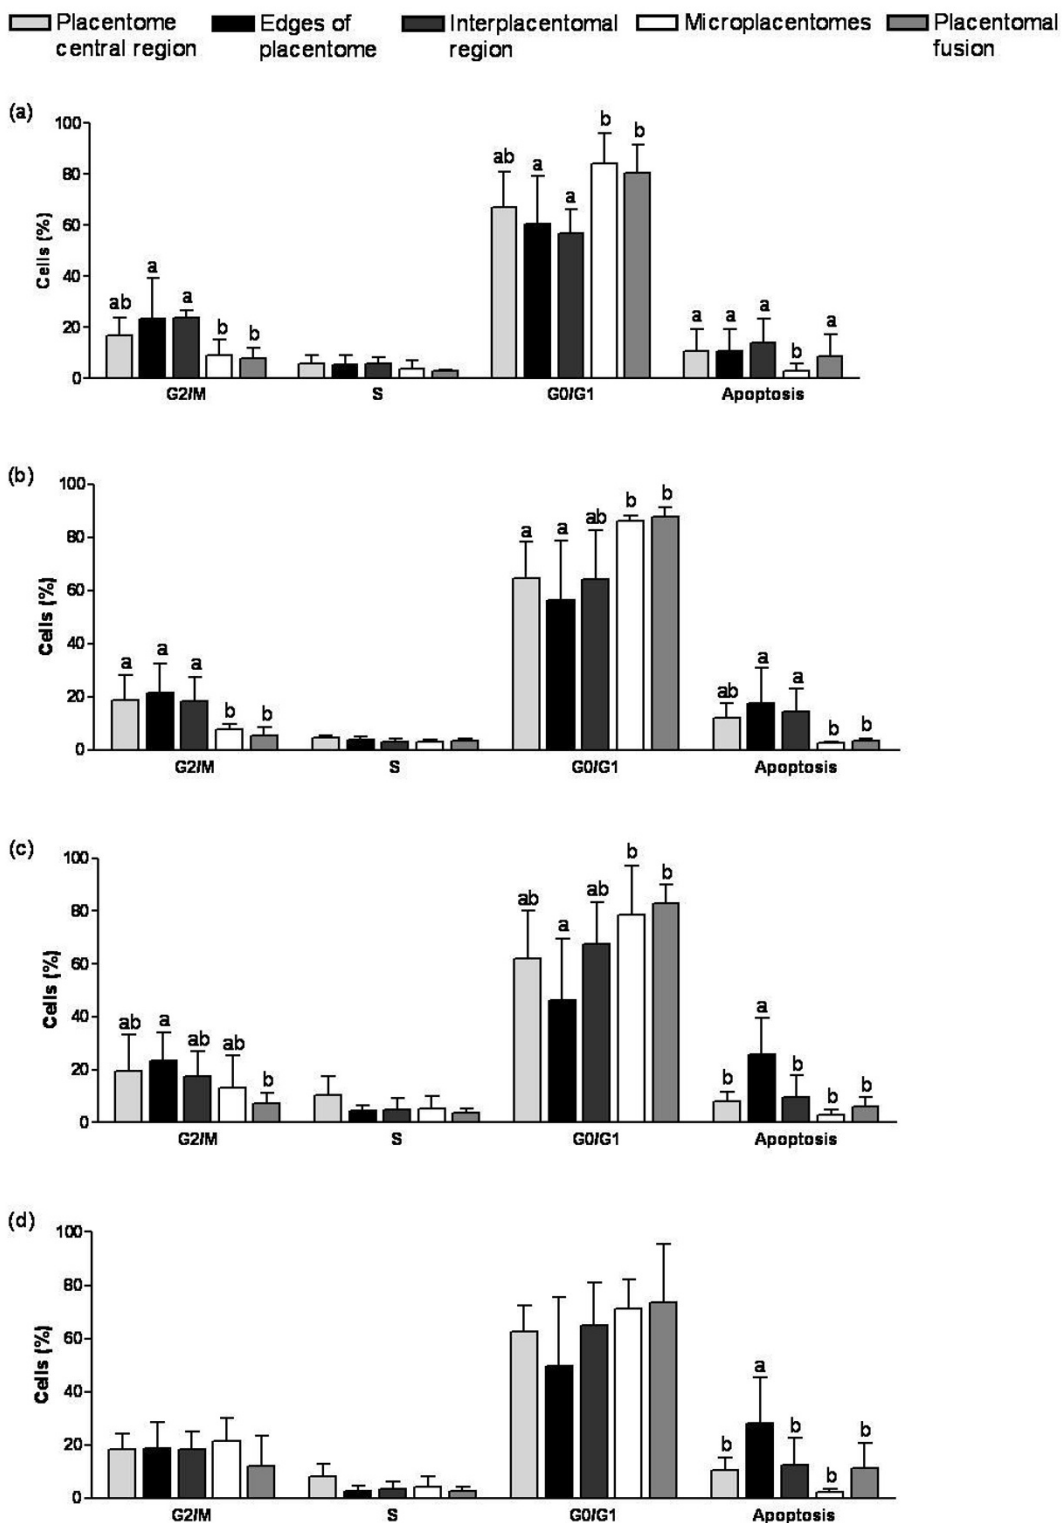 Placentome central region
Edges of placentome
Interplacentomal region
Microplacentomes
Placentomal fusion
(a)
100
80
60
40
20
0
Cells (%)
ab a a b b
ab a a b b
a a a b a
G2/M S G0/G1 Apoptosis
(b)
100
80
60
40
20
0
Cells (%)
a a a b b
a a ab b b
ab a a b b
G2/M S G0/G1 Apoptosis
(c)
100
80
60
40
20
0
Cells (%)
ab a ab ab b
ab a ab b b
b a b b b
G2/M S G0/G1 Apoptosis
(d)
100
80
60
40
20
0
Cells (%)
b a b b b
G2/M S G0/G1 Apoptosis